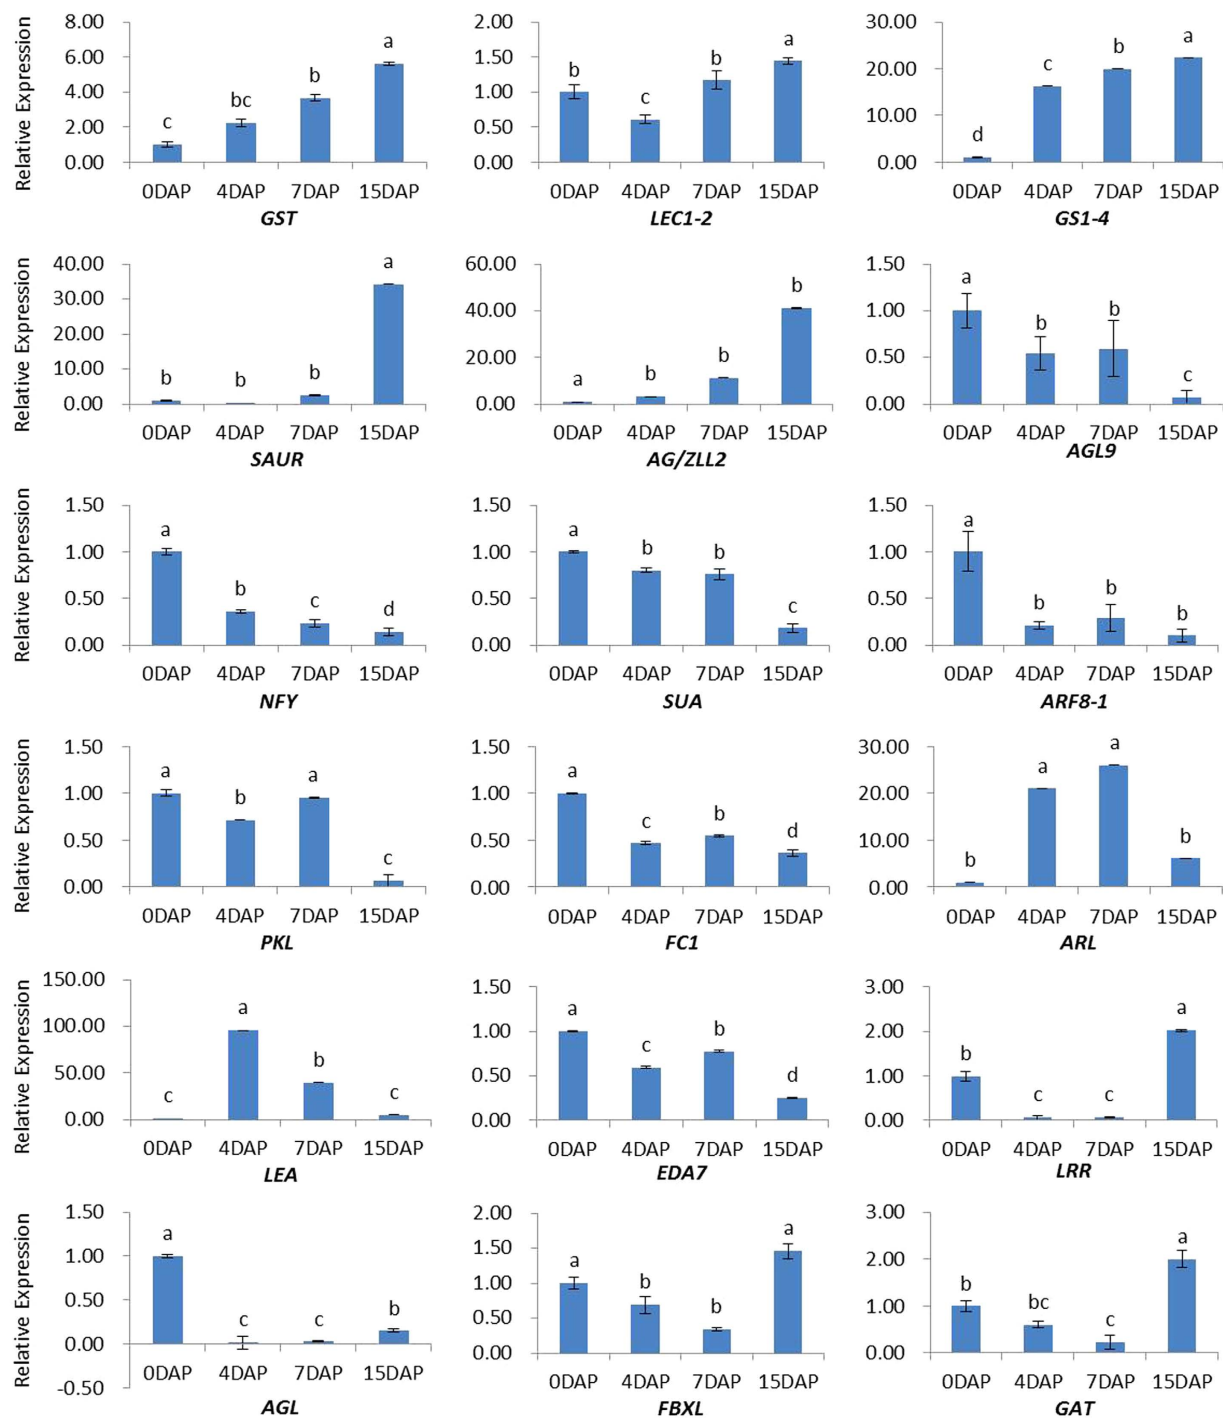 Relative Expression
8.00
6.00
4.00
2.00
0.00
c
bc
b
a
0DAP 4DAP 7DAP 15DAP
GST
2.00
1.50
1.00
0.50
0.00
b
c
b
a
0DAP 4DAP 7DAP 15DAP
LEC1-2
30.00
20.00
10.00
0.00
d
c
b
a
0DAP 4DAP 7DAP 15DAP
GS1-4
Relative Expression
40.00
30.00
20.00
10.00
0.00
b
b
b
a
0DAP 4DAP 7DAP 15DAP
SAUR
60.00
40.00
20.00
0.00
a
b
b
b
0DAP 4DAP 7DAP 15DAP
AG/ZLL2
1.50
1.00
0.50
0.00
a
b
b
c
0DAP 4DAP 7DAP 15DAP
AGL9
Relative Expression
1.50
1.00
0.50
0.00
a
b
c
d
0DAP 4DAP 7DAP 15DAP
NFY
1.50
1.00
0.50
0.00
a
b
b
c
0DAP 4DAP 7DAP 15DAP
SUA
1.50
1.00
0.50
0.00
a
b
b
b
0DAP 4DAP 7DAP 15DAP
ARF8-1
Relative Expression
1.50
1.00
0.50
0.00
a
b
a
c
0DAP 4DAP 7DAP 15DAP
PKL
1.50
1.00
0.50
0.00
a
c
b
d
0DAP 4DAP 7DAP 15DAP
FC1
30.00
20.00
10.00
0.00
b
a
a
b
0DAP 4DAP 7DAP 15DAP
ARL
Relative Expression
150.00
100.00
50.00
0.00
c
a
b
c
0DAP 4DAP 7DAP 15DAP
LEA
1.50
1.00
0.50
0.00
a
c
b
d
0DAP 4DAP 7DAP 15DAP
EDA7
3.00
2.00
1.00
0.00
b
c
c
a
0DAP 4DAP 7DAP 15DAP
LRR
Relative Expression
1.50
1.00
0.50
0.00
-0.50
a
c
c
b
0DAP 4DAP 7DAP 15DAP
AGL
2.00
1.50
1.00
0.50
0.00
a
b
b
a
0DAP 4DAP 7DAP 15DAP
FBXL
3.00
2.00
1.00
0.00
b
bc
c
a
0DAP 4DAP 7DAP 15DAP
GAT